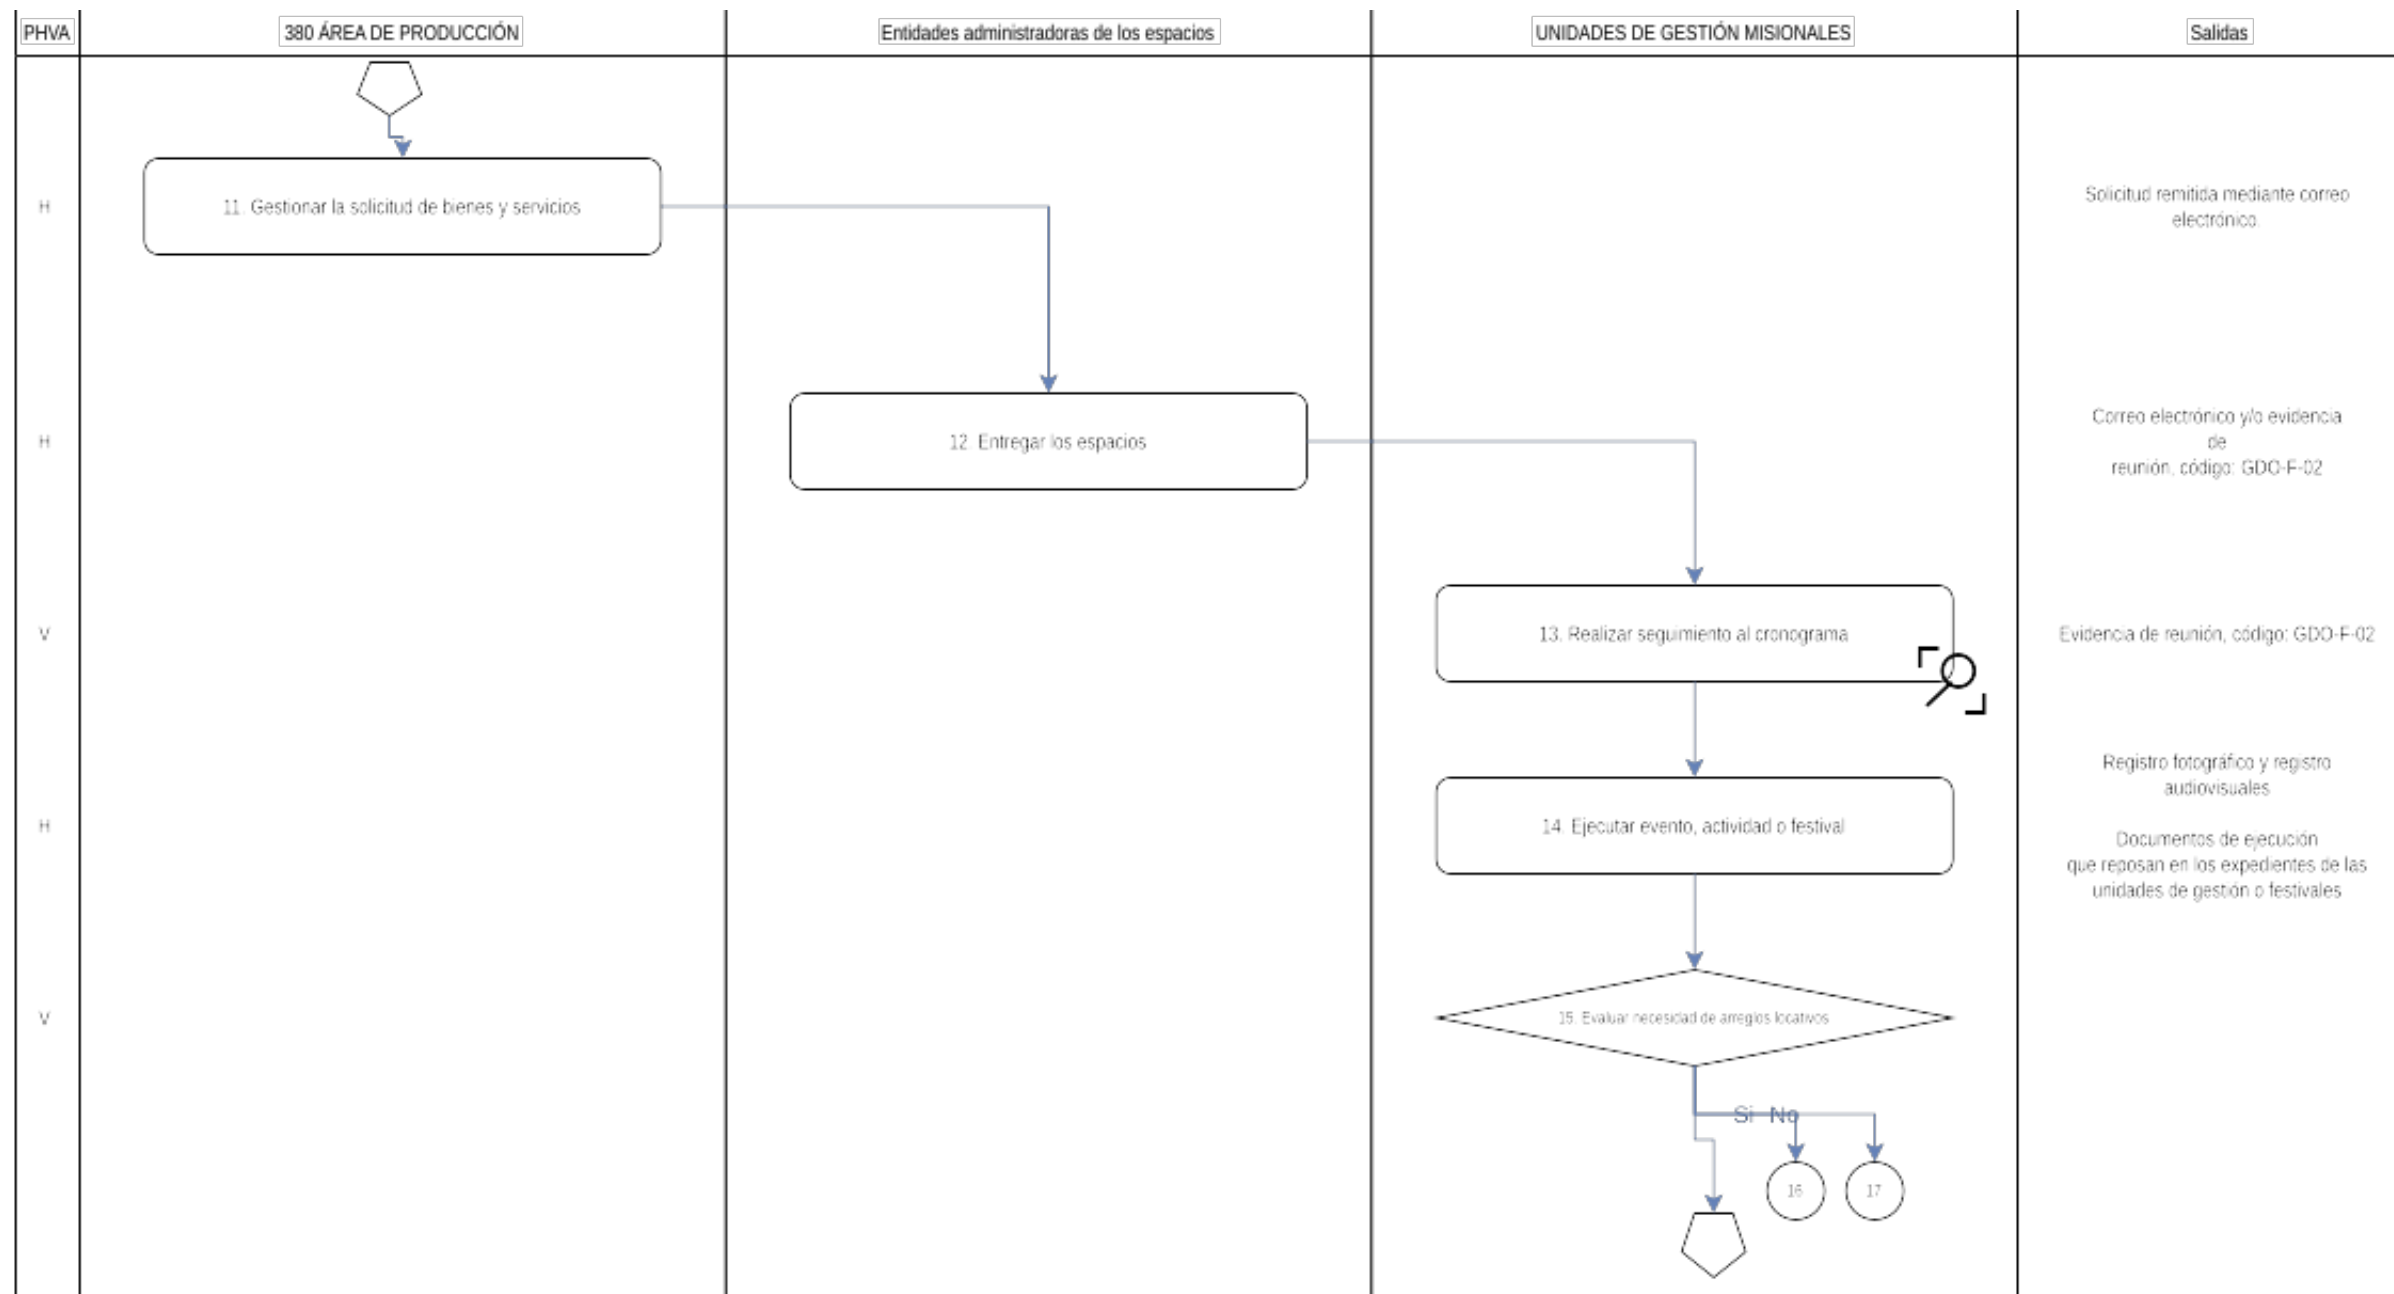 PHVA
380 ÁREA DE PRODUCCIÓN
Entidades administradoras de los espacios
UNIDADES DE GESTIÓN MISIONALES
Salidas
H
11. Gestionar la solicitud de bienes y servicios
Solicitud remitida mediante correo
electrónico.
H
12. Entregar los espacios
Correo electrónico y/o evidencia
de
reunión, código: GDO-F-02
V
13. Realizar seguimiento al cronograma
Evidencia de reunión, código: GDO-F-02
H
14. Ejecutar evento, actividad o festival
Registro fotográfico y registro
audiovisuales
Documentos de ejecución
que reposan en los expedientes de las
unidades de gestión o festivales
V
15. Evaluar necesidad de arreglos locativos
Si No
16
17